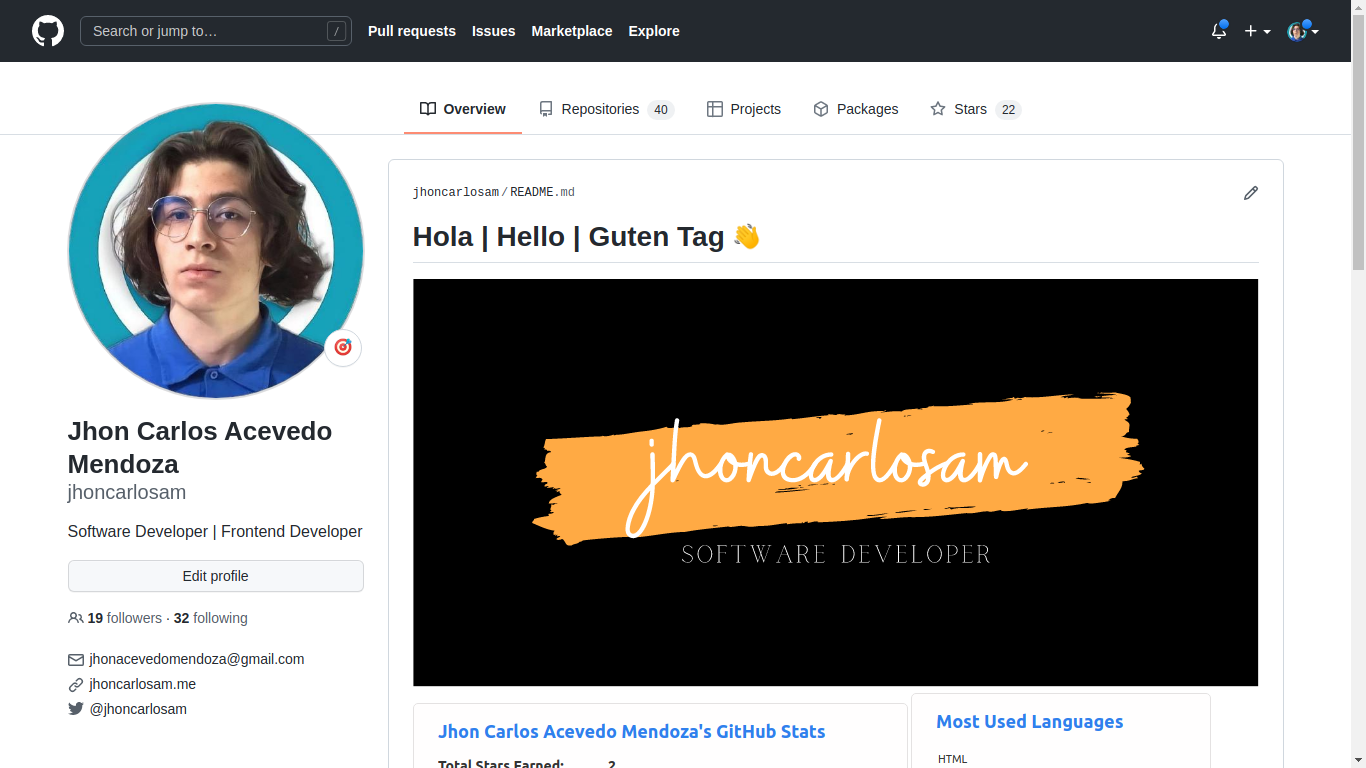 Search or jump to…
/
Pull requests
Issues
Marketplace
Explore
Overview
Repositories 40
Projects
Packages
Stars 22
Jhon Carlos Acevedo
Mendoza
jhoncarlosam
Software Developer | Frontend Developer
Edit profile
19 followers · 32 following
jhonacevedomendoza@gmail.com
jhoncarlosam.me
@jhoncarlosam
jhoncarlosam/README.md
Hola | Hello | Guten Tag 👋
jhoncarlosam
SOFTWARE DEVELOPER
Jhon Carlos Acevedo Mendoza's GitHub Stats
Total Stars Earned: 2
Most Used Languages
HTML